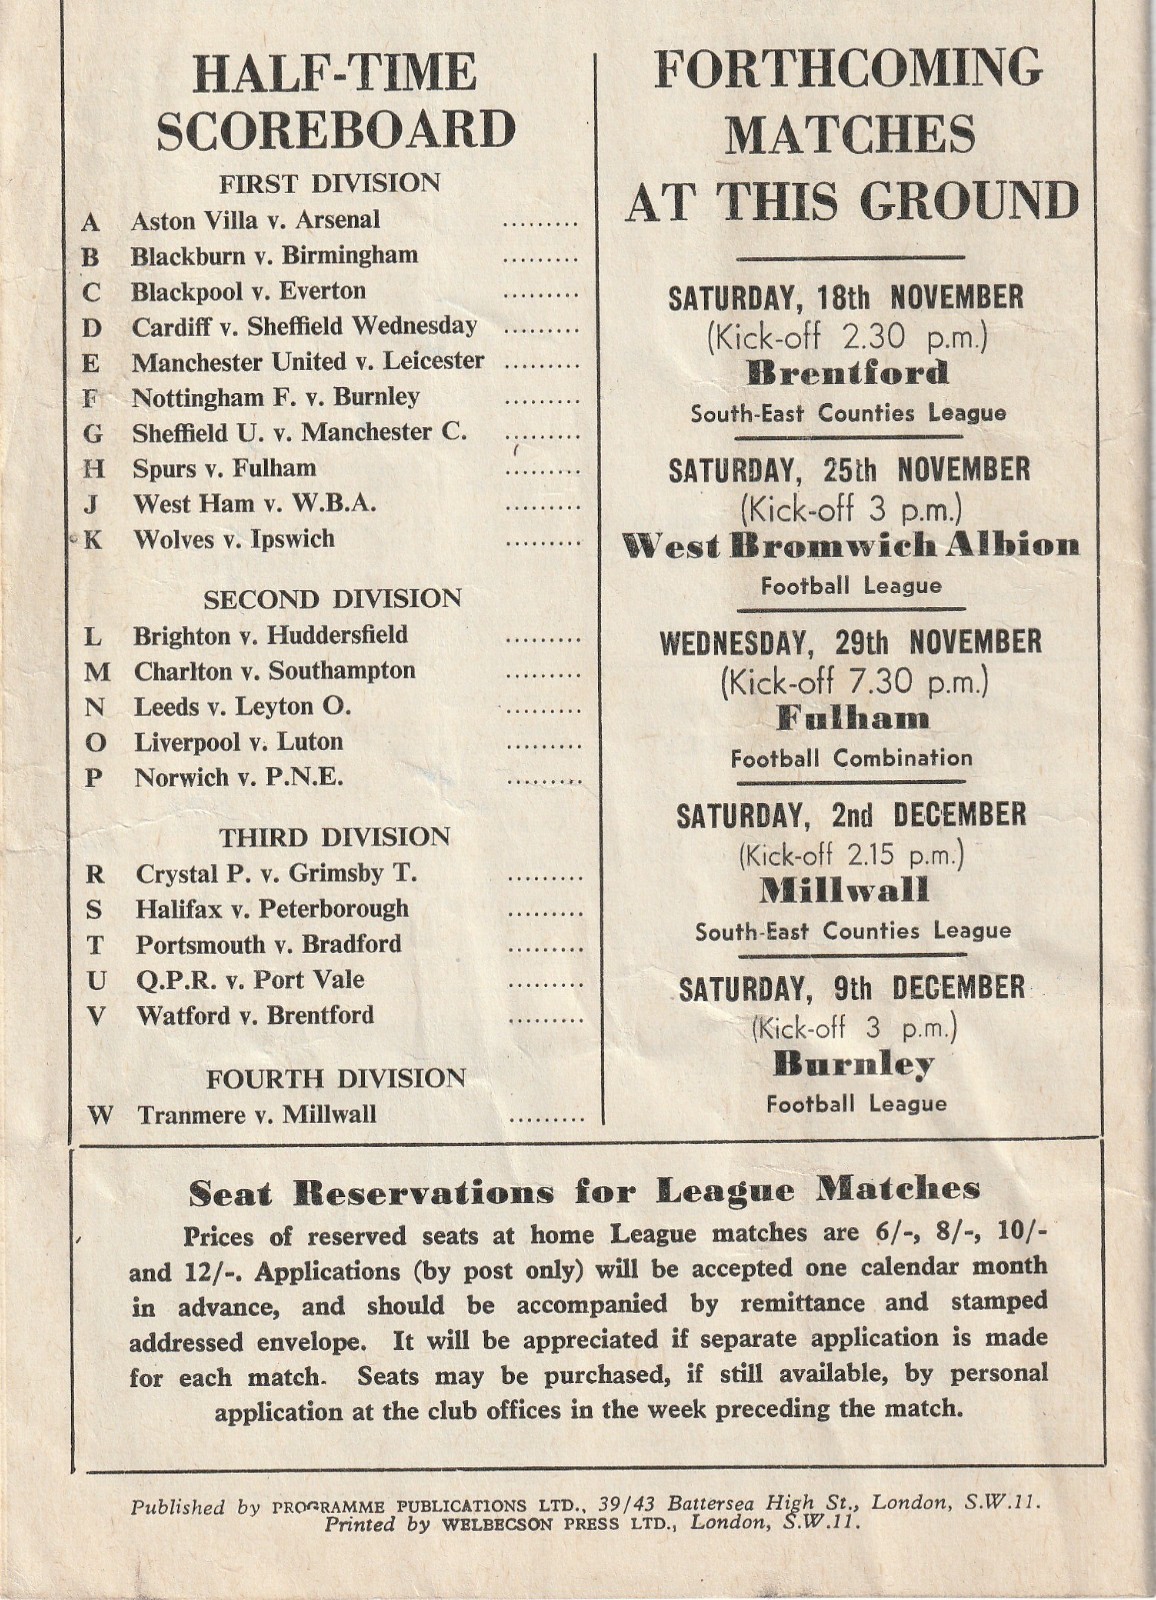 HALF-TIME
SCOREBOARD
FIRST DIVISION
A Aston Villa v. Arsenal .........
B Blackburn v. Birmingham .........
C Blackpool v. Everton .........
D Cardiff v. Sheffield Wednesday .........
E Manchester United v. Leicester .........
F Nottingham F. v. Burnley .........
G Sheffield U. v. Manchester C. .........
H Spurs v. Fulham .........
J West Ham v. W.B.A. .........
K Wolves v. Ipswich .........
SECOND DIVISION
L Brighton v. Huddersfield .........
M Charlton v. Southampton .........
N Leeds v. Leyton O. .........
O Liverpool v. Luton .........
P Norwich v. P.N.E. .........
THIRD DIVISION
R Crystal P. v. Grimsby T. .........
S Halifax v. Peterborough .........
T Portsmouth v. Bradford .........
U Q.P.R. v. Port Vale .........
V Watford v. Brentford .........
FOURTH DIVISION
W Tranmere v. Millwall .........
FORTHCOMING
MATCHES
AT THIS GROUND
SATURDAY, 18th NOVEMBER
(Kick-off 2.30 p.m.)
Brentford
South-East Counties League
SATURDAY, 25th NOVEMBER
(Kick-off 3 p.m.)
West Bromwich Albion
Football League
WEDNESDAY, 29th NOVEMBER
(Kick-off 7.30 p.m.)
Fulham
Football Combination
SATURDAY, 2nd DECEMBER
(Kick-off 2.15 p.m.)
Millwall
South-East Counties League
SATURDAY, 9th DECEMBER
(Kick-off 3 p.m.)
Burnley
Football League
Seat Reservations for League Matches
Prices of reserved seats at home League matches are 6/-, 8/-, 10/-
and 12/-. Applications (by post only) will be accepted one calendar month
in advance, and should be accompanied by remittance and stamped
addressed envelope. It will be appreciated if separate application is made
for each match. Seats may be purchased, if still available, by personal
application at the club offices in the week preceding the match.
Published by PROGRAMME PUBLICATIONS LTD., 39/43 Battersea High St., London, S.W.11.
Printed by WELBECSON PRESS LTD., London, S.W.11.